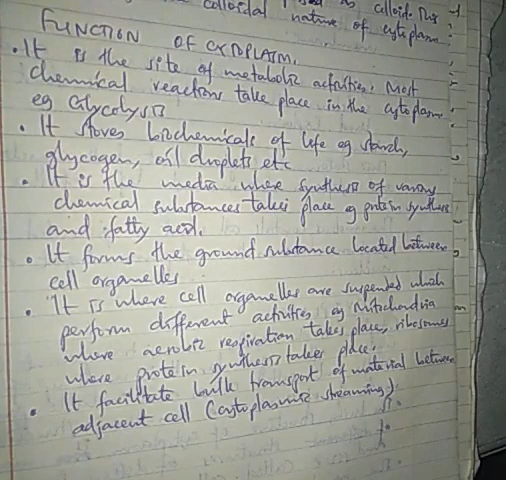 colloidal nature of cytoplasm
FUNCTION OF CYTOPLASM.
• It is the site of metabolic activities. Most
chemical reactions take place in the cytoplasm
eg Glycolysis
• It stores biochemicals of life eg starch,
glycogen, oil droplets etc
• It is the media where synthesis of various
chemical substances takes place eg protein synthesis
and fatty acid.
• It forms the ground substance located between
cell organelles.
• It is where cell organelles are suspended which
perform different activities eg Mitchondria
where aerobic respiration takes place, ribosomes
where protein synthesis takes place.
• It facilitate bulk transport of material between
adjacent cell (cytoplasmic streaming).